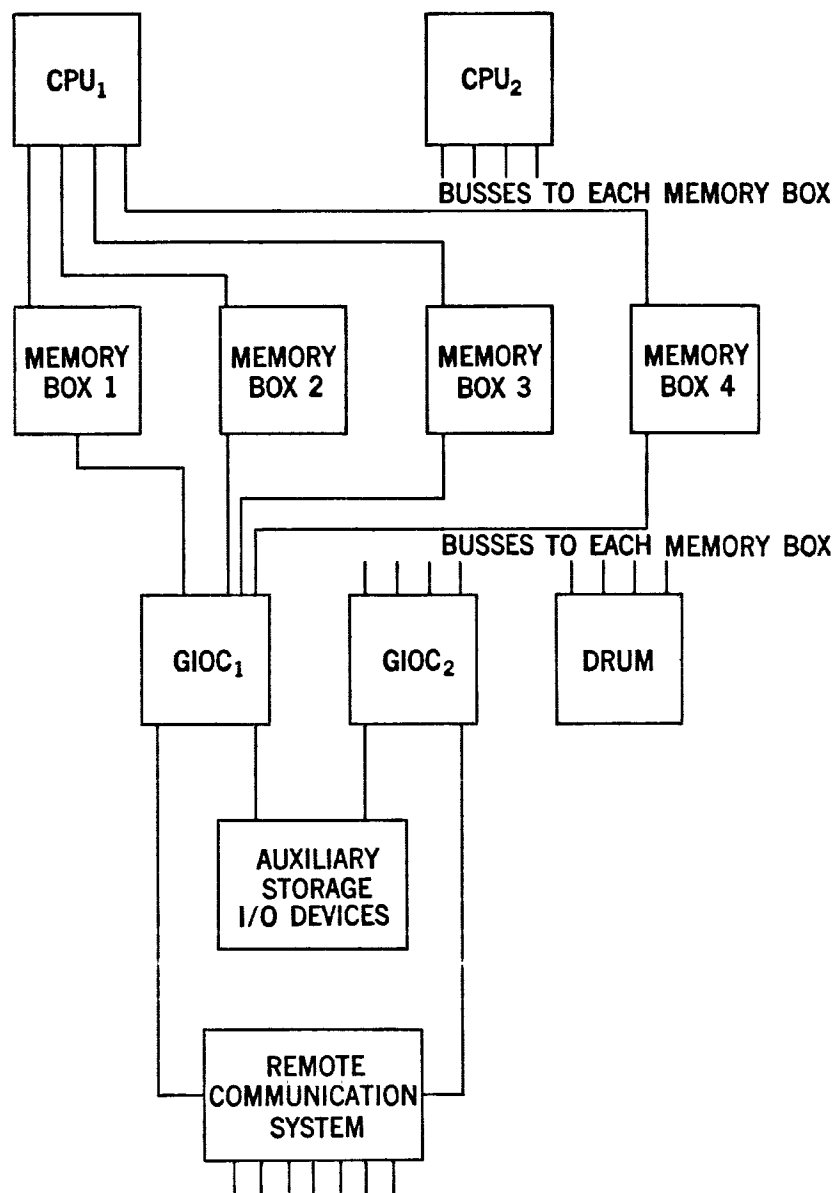 CPU₁
CPU₂
BUSSES TO EACH MEMORY BOX
MEMORY
BOX 1
MEMORY
BOX 2
MEMORY
BOX 3
MEMORY
BOX 4
BUSSES TO EACH MEMORY BOX
GIOC₁
GIOC₂
DRUM
AUXILIARY
STORAGE
I/O DEVICES
REMOTE
COMMUNICATION
SYSTEM